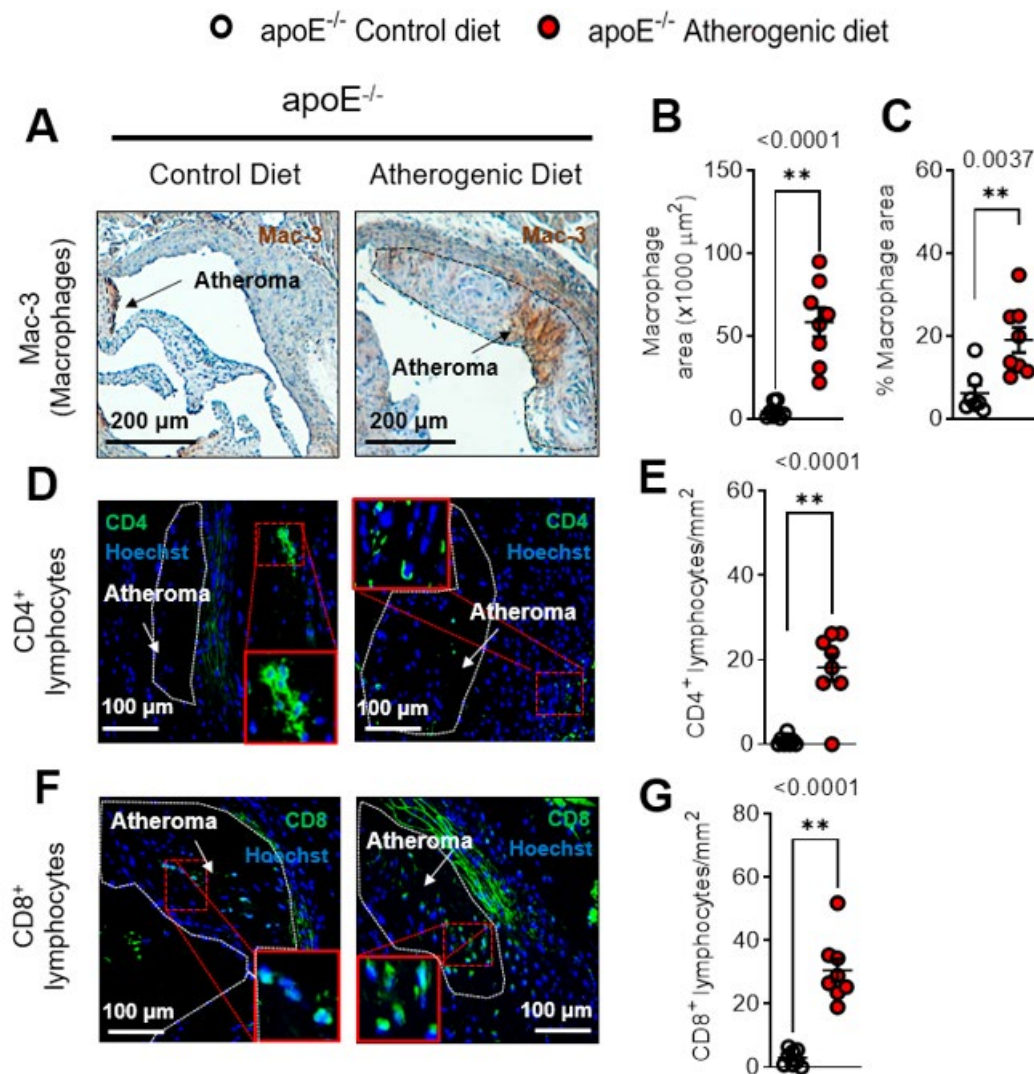 apoE-/- Control diet apoE-/- Atherogenic diet
apoE-/-
A
Control Diet Atherogenic Diet
Mac-3
(Macrophages)
Mac-3
Atheroma
200 µm
Mac-3
Atheroma
200 µm
B
<0.0001
**
Macrophage
area (x1000 µm²)
150
100
50
0
C
0.0037
**
% Macrophage area
60
40
20
0
D
CD4+
lymphocytes
CD4
Hoechst
Atheroma
100 µm
CD4
Hoechst
Atheroma
100 µm
E
<0.0001
**
CD4+ lymphocytes/mm²
60
40
20
0
F
CD8+
lymphocytes
Atheroma
CD8
Hoechst
100 µm
Atheroma
CD8
Hoechst
100 µm
G
<0.0001
**
CD8+ lymphocytes/mm²
80
60
40
20
0